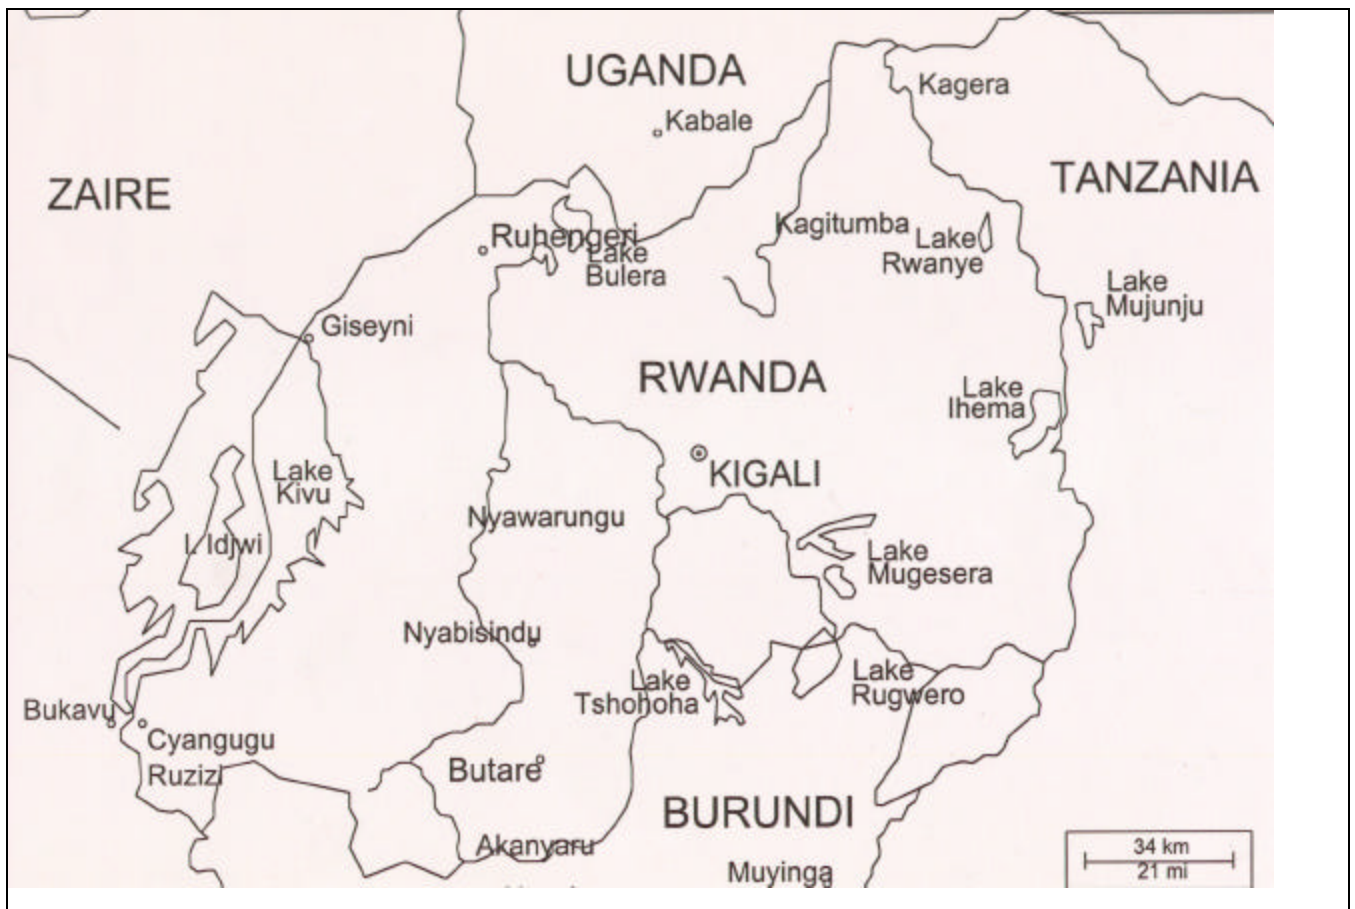 UGANDA
Kabale
Kagera
ZAIRE
TANZANIA
Ruhengeri
Kagitumba
Lake
Rwanye
Lake
Bulera
Lake
Mujunju
Giseyni
RWANDA
Lake
Ihema
KIGALI
Lake
Kivu
Nyawarungu
I. Idjwi
Lake
Mugesera
Nyabisindu
Lake
Tshohoha
Lake
Rugwero
Bukavu
Cyangugu
Ruzizi
Butare
BURUNDI
Akanyaru
Muyinga
34 km
21 mi